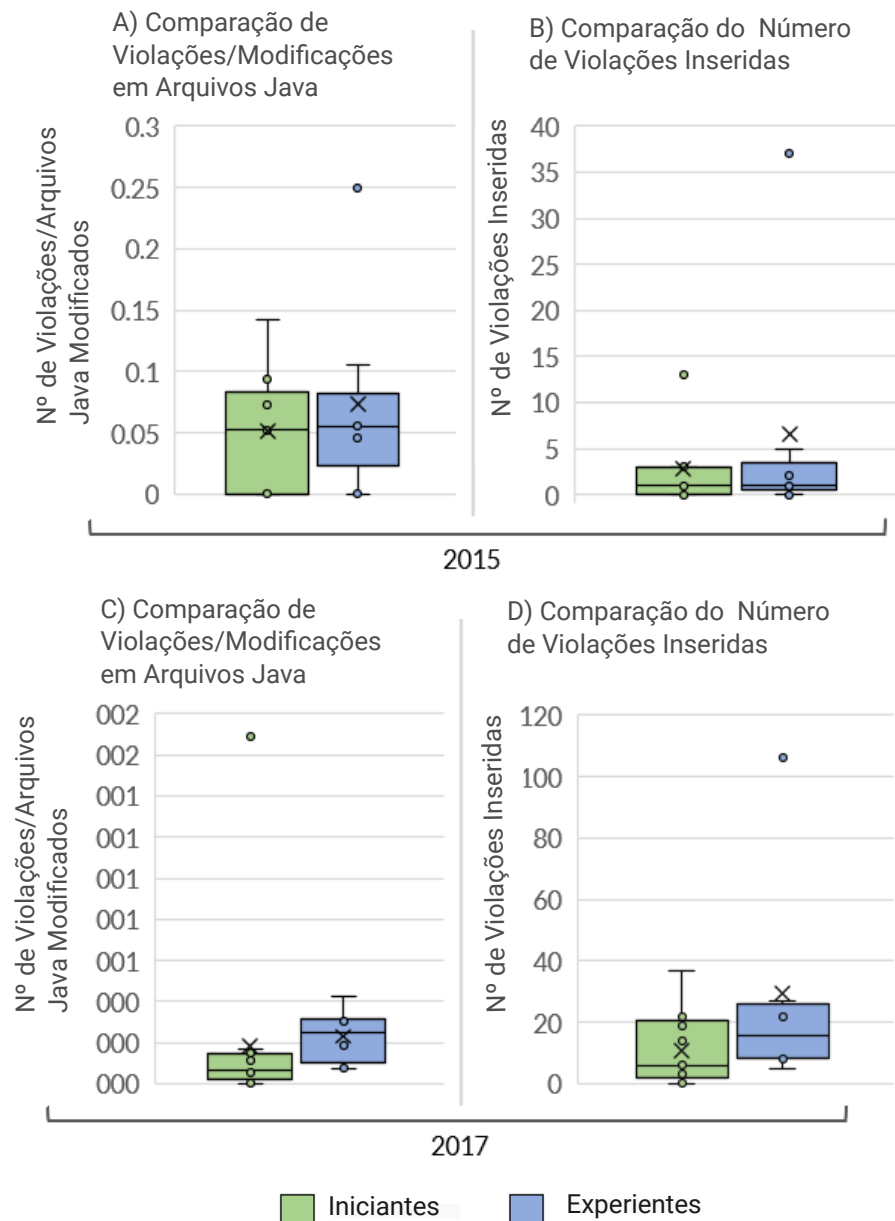 A) Comparação de
Violações/Modificações
em Arquivos Java
Nº de Violações/Arquivos
Java Modificados
0.3
0.25
0.2
0.15
0.1
0.05
0
B) Comparação do Número
de Violações Inseridas
Nº de Violações Inseridas
40
35
30
25
20
15
10
5
0
2015
C) Comparação de
Violações/Modificações
em Arquivos Java
Nº de Violações/Arquivos
Java Modificados
002
002
001
001
001
001
001
000
000
000
D) Comparação do Número
de Violações Inseridas
Nº de Violações Inseridas
120
100
80
60
40
20
0
2017
Iniciantes
Experientes